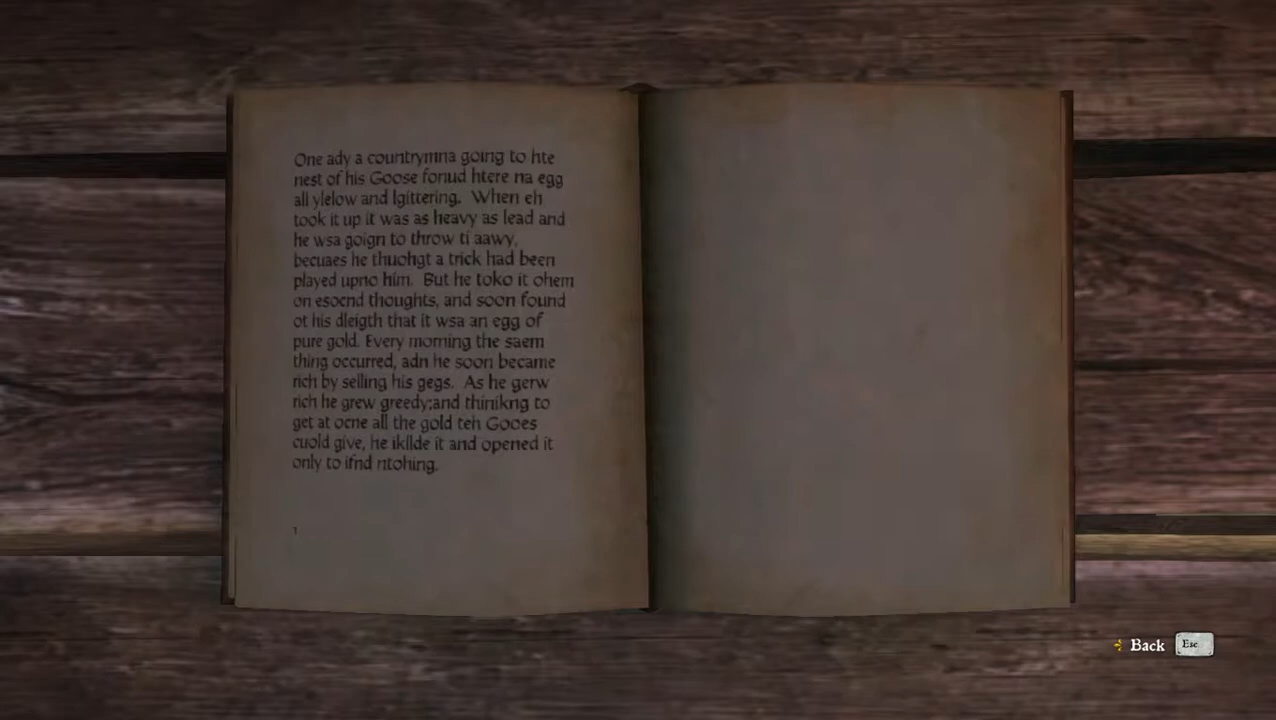 One ady a countrymna going to hte
nest of his Goose fonud htere na egg
all ylelow and lgittering.  When eh
took it up it was as heavy as lead and
he wsa goign to throw ti aawy,
becuaes he thuohgt a trick had been
played upno him.  But he toko it ohem
on esocnd thoughts, and soon found
ot his dleigth that it wsa an egg of
pure gold. Every morning the saem
thing occurred, adn he soon became
rich by selling his gegs.  As he gerw
rich he grew greedy;and thinikng to
get at ocne all the gold teh Gooes
cuold give, he ikllde it and opened it
only to ifnd ntohing.
1
Back Esc